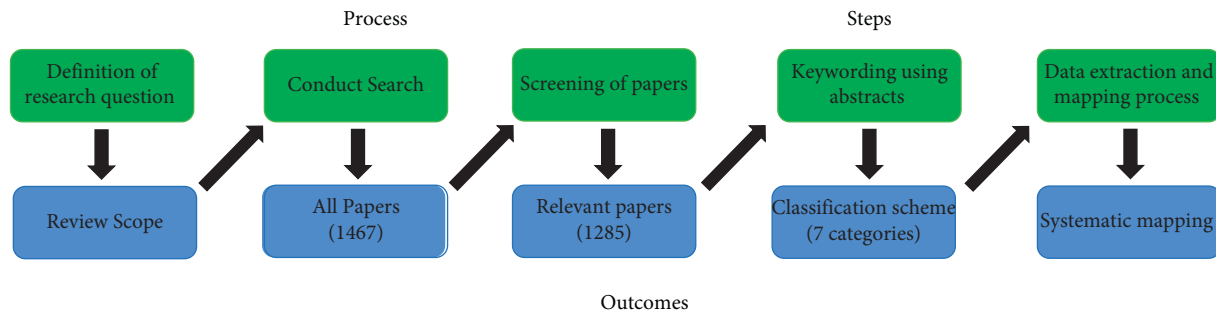 Process
Steps
Definition of
research question
Conduct Search
Screening of papers
Keywording using
abstracts
Data extraction and
mapping process
Review Scope
All Papers
(1467)
Relevant papers
(1285)
Classification scheme
(7 categories)
Systematic mapping
Outcomes